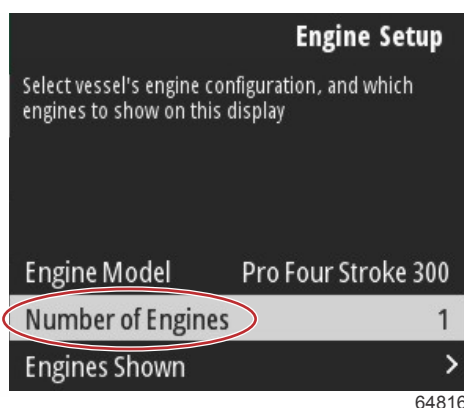 Engine Setup
Select vessel's engine configuration, and which
engines to show on this display
Engine Model Pro Four Stroke 300
Number of Engines 1
Engines Shown >
64816